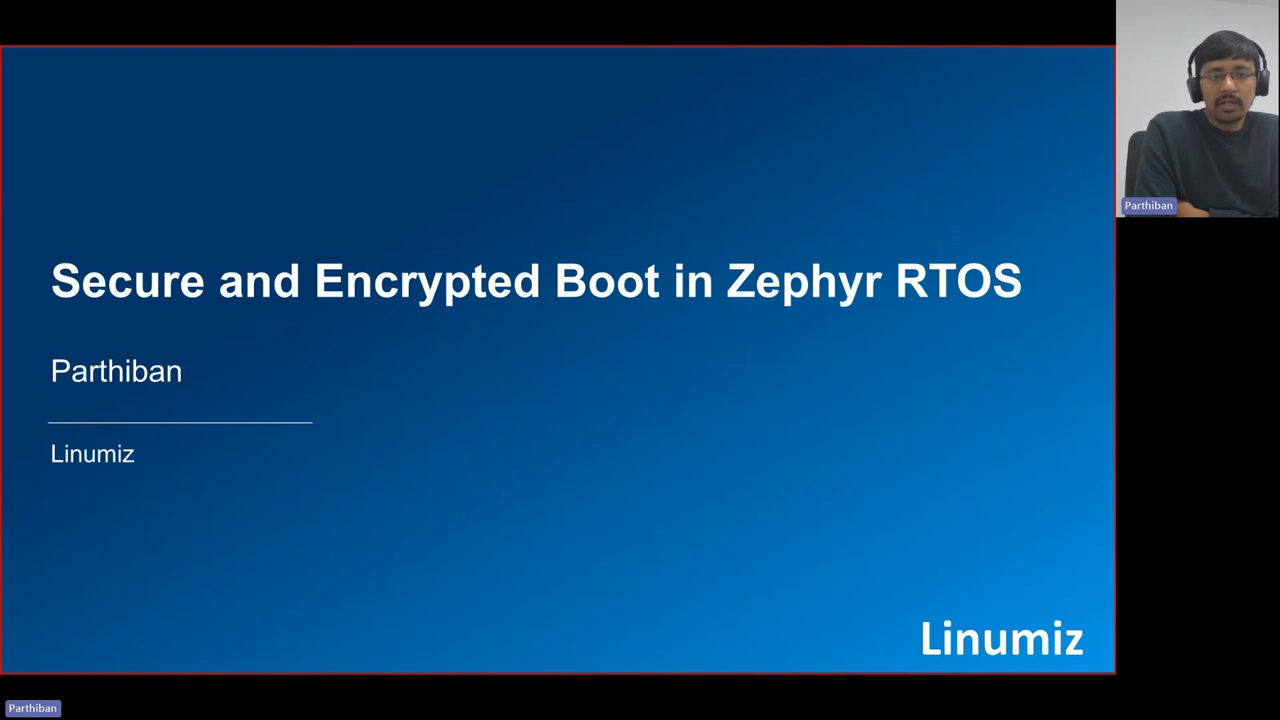 Secure and Encrypted Boot in Zephyr RTOS
Parthiban
Linumiz
Linumiz
Parthiban
Parthiban